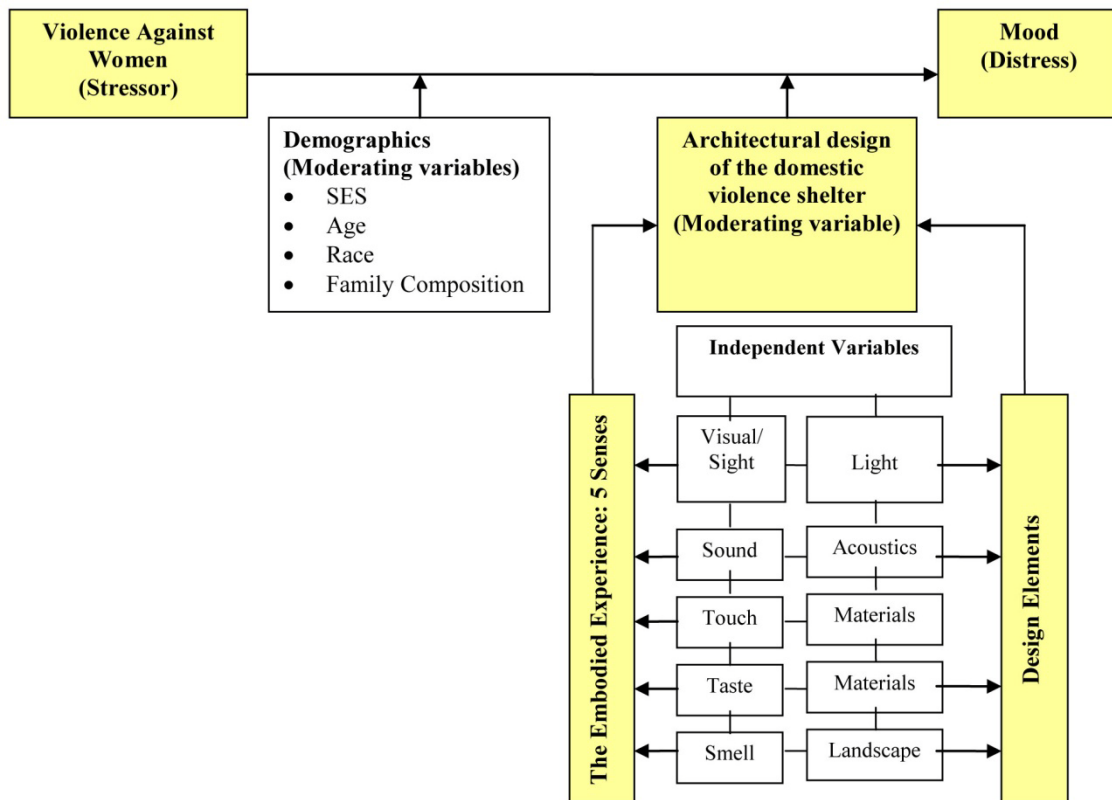 Violence Against
Women
(Stressor)
Mood
(Distress)
Demographics
(Moderating variables)
• SES
• Age
• Race
• Family Composition
Architectural design
of the domestic
violence shelter
(Moderating variable)
Independent Variables
The Embodied Experience: 5 Senses
Visual/
Sight
Light
Sound
Acoustics
Touch
Materials
Taste
Materials
Smell
Landscape
Design Elements